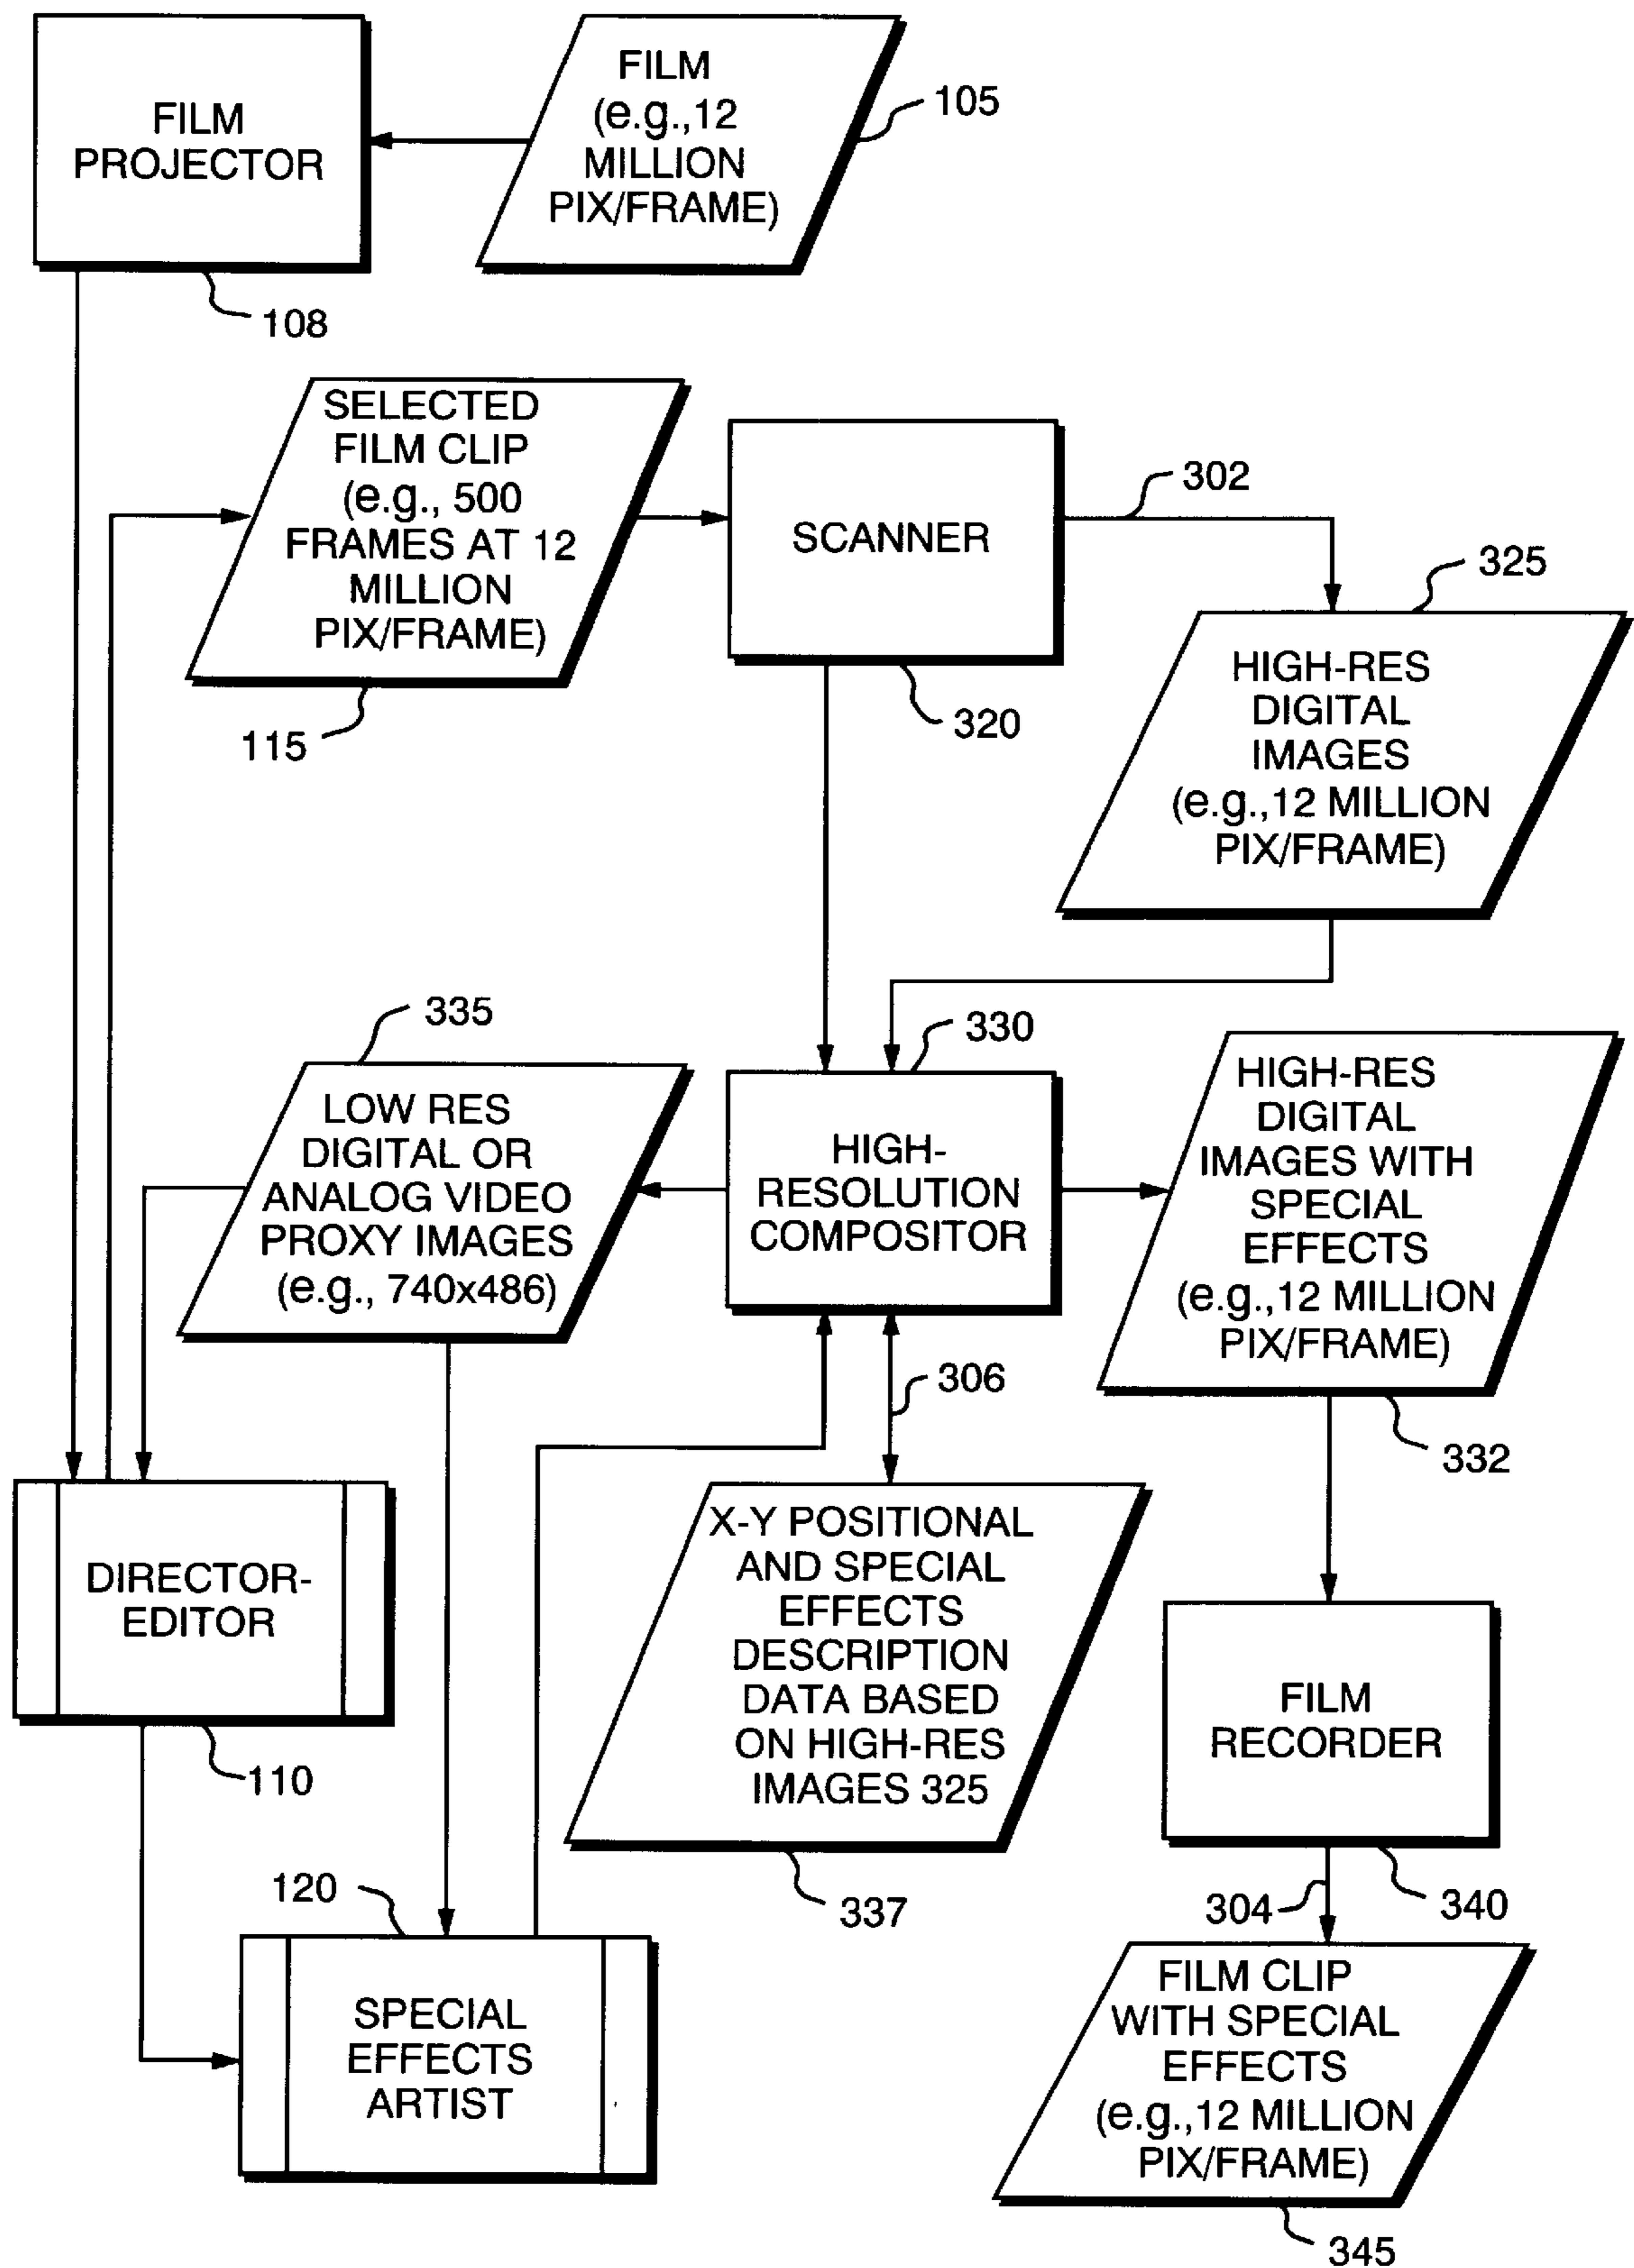 FILM
PROJECTOR
108
FILM
(e.g.,12
MILLION
PIX/FRAME)
105
SELECTED
FILM CLIP
(e.g., 500
FRAMES AT 12
MILLION
PIX/FRAME)
115
SCANNER
320
302
325
HIGH-RES
DIGITAL
IMAGES
(e.g.,12 MILLION
PIX/FRAME)
335
LOW RES
DIGITAL OR
ANALOG VIDEO
PROXY IMAGES
(e.g., 740x486)
330
HIGH-
RESOLUTION
COMPOSITOR
306
HIGH-RES
DIGITAL
IMAGES WITH
SPECIAL
EFFECTS
(e.g.,12 MILLION
PIX/FRAME)
332
DIRECTOR-
EDITOR
110
X-Y POSITIONAL
AND SPECIAL
EFFECTS
DESCRIPTION
DATA BASED
ON HIGH-RES
IMAGES 325
337
FILM
RECORDER
340
304
120
SPECIAL
EFFECTS
ARTIST
FILM CLIP
WITH SPECIAL
EFFECTS
(e.g.,12 MILLION
PIX/FRAME)
345